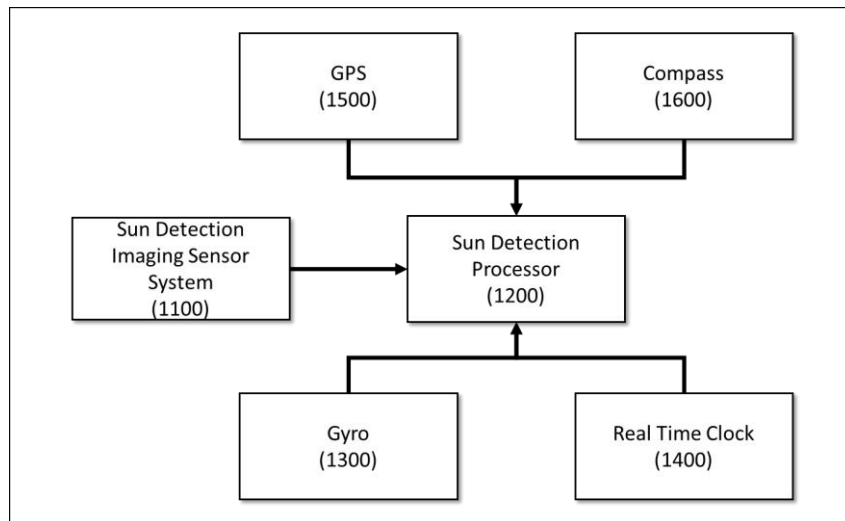 GPS
(1500)
Compass
(1600)
Sun Detection
Imaging Sensor
System
(1100)
Sun Detection
Processor
(1200)
Gyro
(1300)
Real Time Clock
(1400)